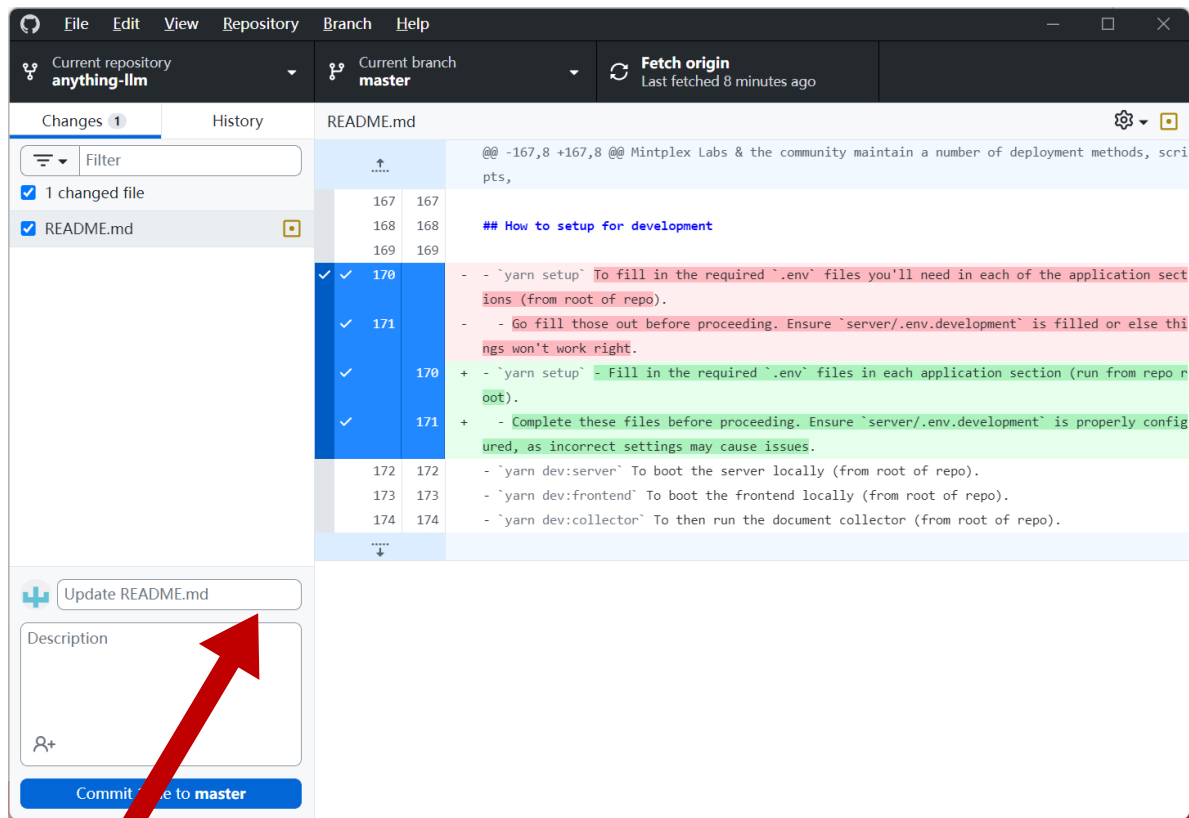 File Edit View Repository Branch Help
Current repository
anything-llm
Current branch
master
Fetch origin
Last fetched 8 minutes ago
Changes 1
History
README.md
Filter
1 changed file
README.md
@@ -167,8 +167,8 @@ Mintplex Labs & the community maintain a number of deployment methods, scri
pts,
167 167
168 168 ## How to setup for development
169 169
170 - - `yarn setup` To fill in the required `.env` files you'll need in each of the application sect
ions (from root of repo).
171 - - Go fill those out before proceeding. Ensure `server/.env.development` is filled or else thi
ngs won't work right.
170 + - `yarn setup` - Fill in the required `.env` files in each application section (run from repo r
oot).
171 + - Complete these files before proceeding. Ensure `server/.env.development` is properly config
ured, as incorrect settings may cause issues.
172 172 - `yarn dev:server` To boot the server locally (from root of repo).
173 173 - `yarn dev:frontend` To boot the frontend locally (from root of repo).
174 174 - `yarn dev:collector` To then run the document collector (from root of repo).
Update README.md
Description
Commit to master